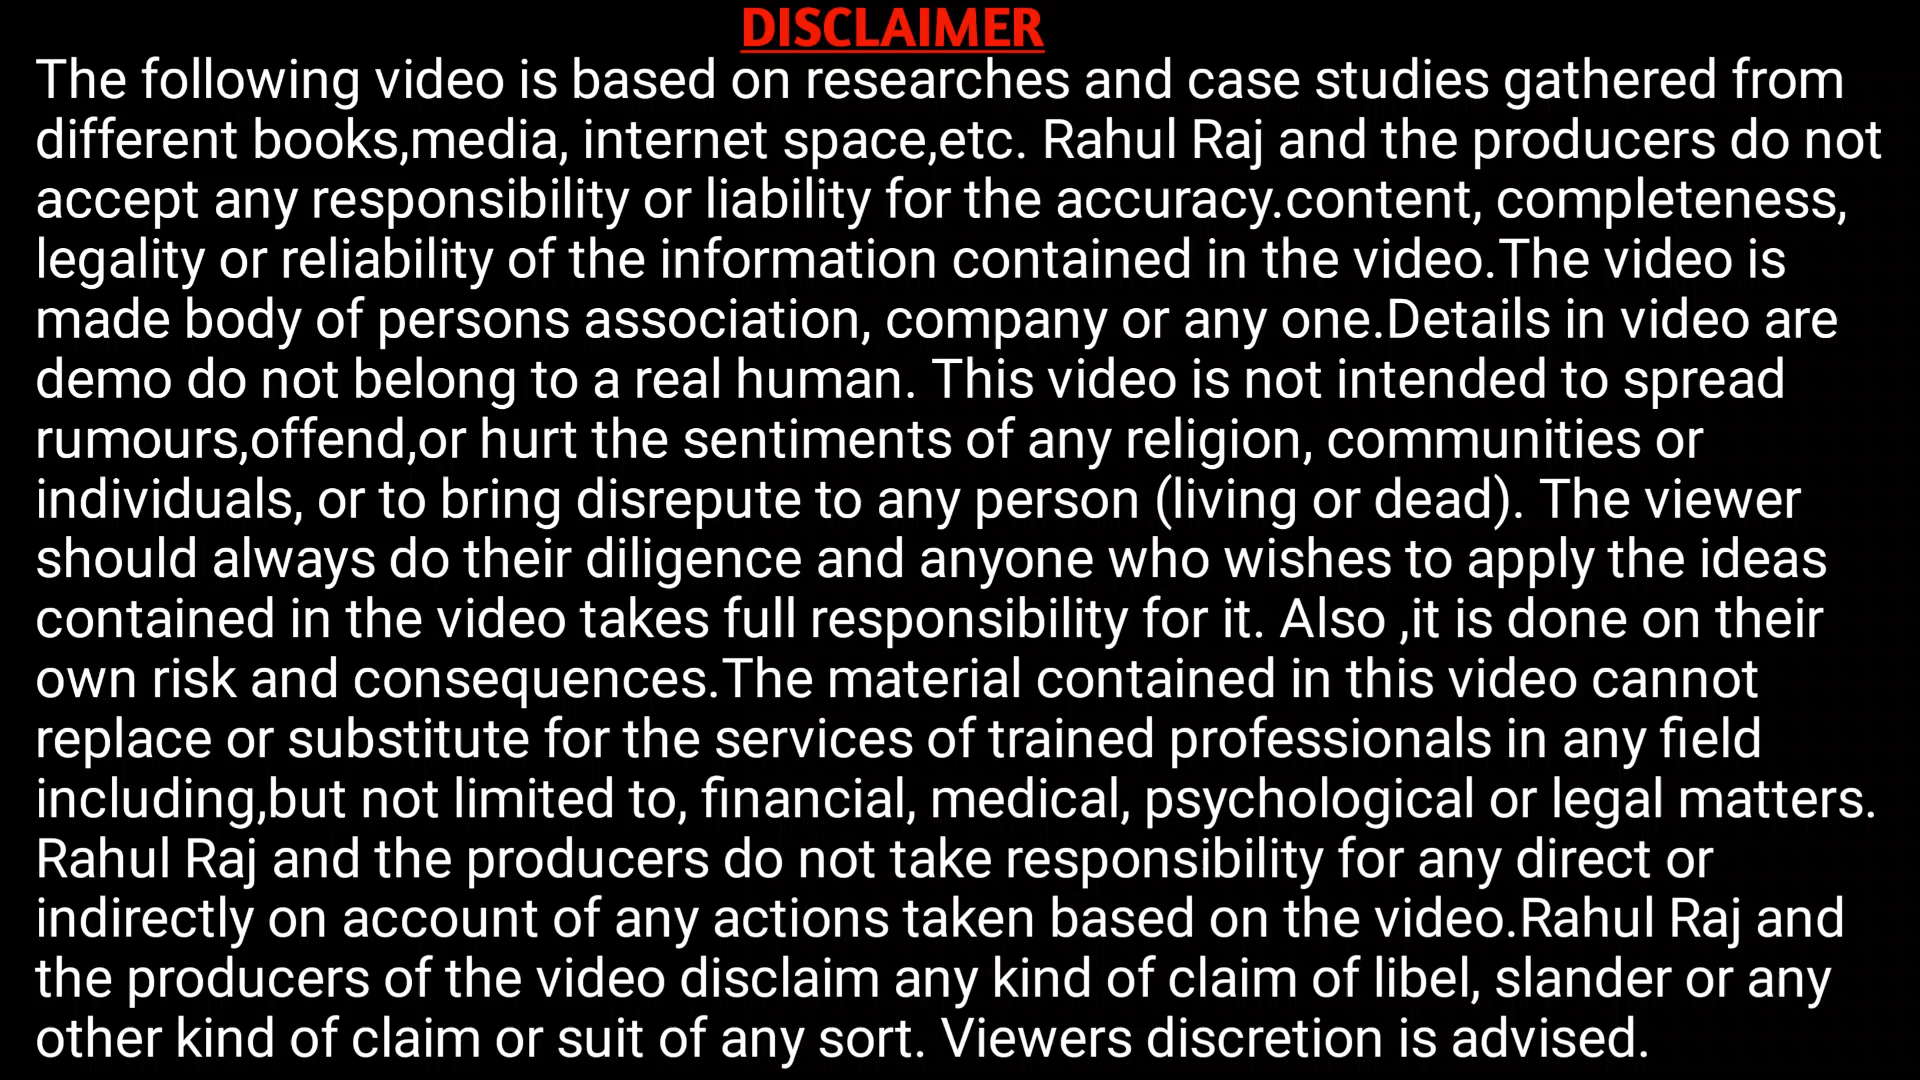 DISCLAIMER
The following video is based on researches and case studies gathered from
different books,media, internet space,etc. Rahul Raj and the producers do not
accept any responsibility or liability for the accuracy.content, completeness,
legality or reliability of the information contained in the video.The video is
made body of persons association, company or any one.Details in video are
demo do not belong to a real human. This video is not intended to spread
rumours,offend,or hurt the sentiments of any religion, communities or
individuals, or to bring disrepute to any person (living or dead). The viewer
should always do their diligence and anyone who wishes to apply the ideas
contained in the video takes full responsibility for it. Also ,it is done on their
own risk and consequences.The material contained in this video cannot
replace or substitute for the services of trained professionals in any field
including,but not limited to, financial, medical, psychological or legal matters.
Rahul Raj and the producers do not take responsibility for any direct or
indirectly on account of any actions taken based on the video.Rahul Raj and
the producers of the video disclaim any kind of claim of libel, slander or any
other kind of claim or suit of any sort. Viewers discretion is advised.